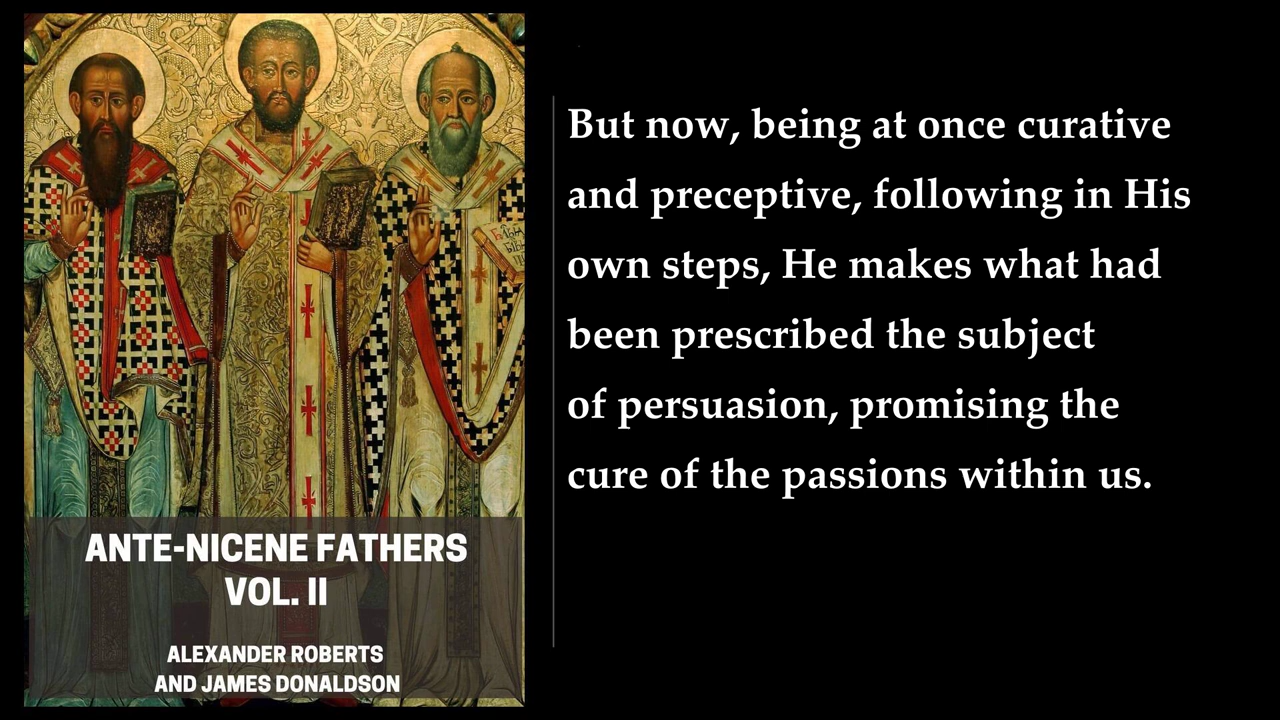 ANTE-NICENE FATHERS
VOL. II
ALEXANDER ROBERTS
AND JAMES DONALDSON
But now, being at once curative
and preceptive, following in His
own steps, He makes what had
been prescribed the subject
of persuasion, promising the
cure of the passions within us.